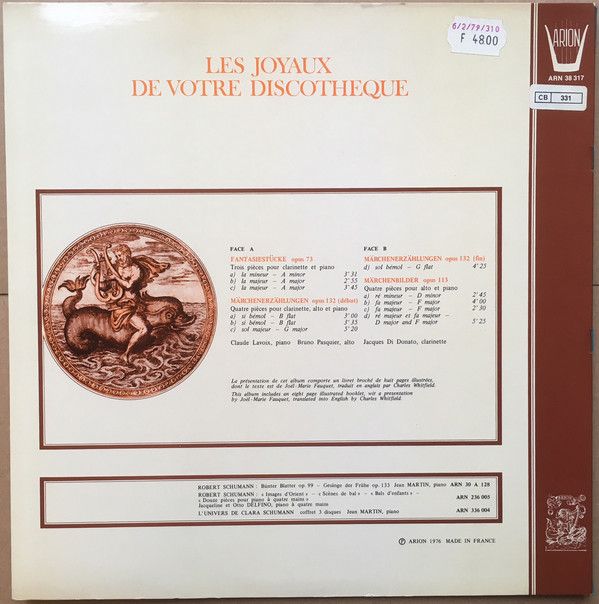 6/2/79/310
F 48.00
ARION
ARN 38 317
CB 331
LES JOYAUX
DE VOTRE DISCOTHEQUE
FACE A
FANTASIESTÜCKE opus 73
Trois pièces pour clarinette et piano
a) la mineur – A minor 3' 31
b) la majeur – A major 2' 55
c) la majeur – A major 3' 45
MÄRCHENERZÄHLUNGEN opus 132 (début)
Quatre pièces pour clarinette, alto et piano
a) si bémol – B flat 3' 00
b) si bémol – B flat 3' 35
c) sol majeur – G major 5' 20
FACE B
MÄRCHENERZÄHLUNGEN opus 132 (fin)
d) sol bémol – G flat 4' 25
MÄRCHENBILDER opus 113
Quatre pièces pour alto et piano
a) ré mineur – D minor 2' 45
b) fa majeur – F major 4' 00
c) fa majeur – F major 2' 30
d) ré majeur et fa majeur –
D major and F major 5' 25
Claude Lavoix, piano Bruno Pasquier, alto Jacques Di Donato, clarinette
La présentation de cet album comporte un livret broché de huit pages illustrées,
dont le texte est de Joël-Marie Fauquet, traduit en anglais par Charles Whitfield.
This album includes an eight page illustrated booklet, wit a presentation
by Joël-Marie Fauquet, translated into English by Charles Whitfield.
ROBERT SCHUMANN : Bünter Blatter op. 99 – Gesänge der Frühe op. 133 Jean MARTIN, piano ARN 30 A 128
ROBERT SCHUMANN : « Images d'Orient » – « Scènes de bal » – « Bals d'enfants » –
« Douze pièces pour piano à quatre mains » ARN 236 005
Jacqueline et Otto DELFINO, piano à quatre mains
L'UNIVERS DE CLARA SCHUMANN coffret 3 disques Jean MARTIN, piano ARN 336 004
Ⓟ ARION 1976 MADE IN FRANCE